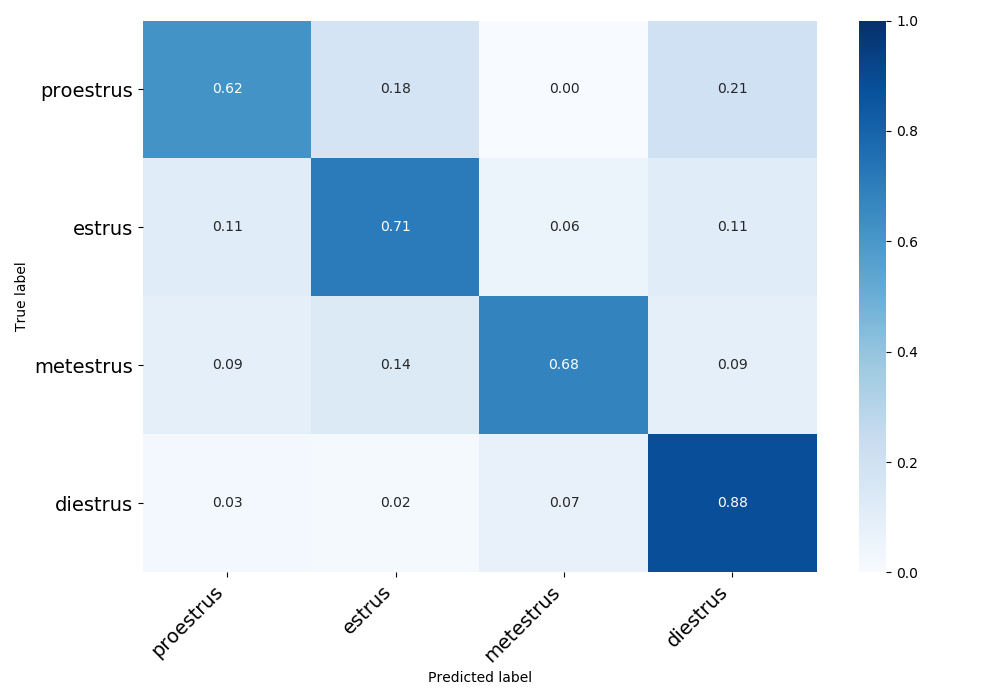 proestrus 0.62 0.18 0.00 0.21
estrus 0.11 0.71 0.06 0.11
metestrus 0.09 0.14 0.68 0.09
diestrus 0.03 0.02 0.07 0.88
True label
proestrus estrus metestrus diestrus
Predicted label
1.0
0.8
0.6
0.4
0.2
0.0